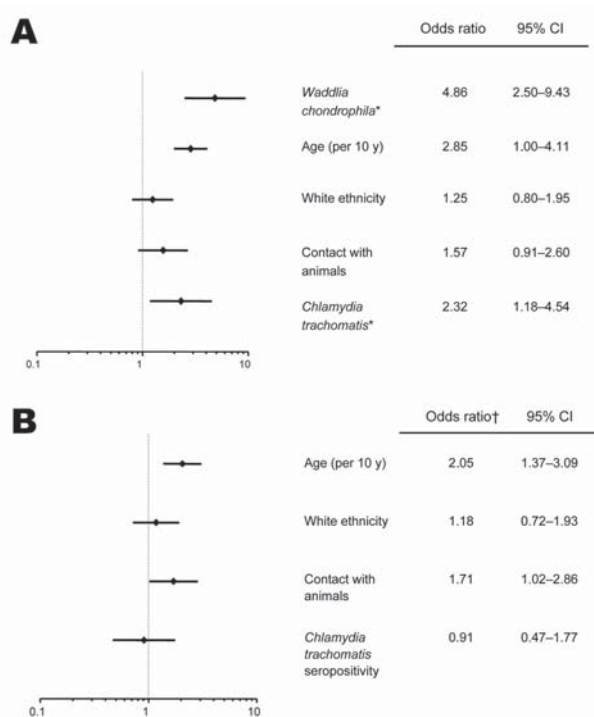 A
Odds ratio 95% CI
Waddlia
chondrophila* 4.86 2.50–9.43
Age (per 10 y) 2.85 1.00–4.11
White ethnicity 1.25 0.80–1.95
Contact with
animals 1.57 0.91–2.60
Chlamydia
trachomatis* 2.32 1.18–4.54
0.1 1 10
B
Odds ratio† 95% CI
Age (per 10 y) 2.05 1.37–3.09
White ethnicity 1.18 0.72–1.93
Contact with
animals 1.71 1.02–2.86
Chlamydia
trachomatis 0.91 0.47–1.77
seropositivity
0.1 1 10